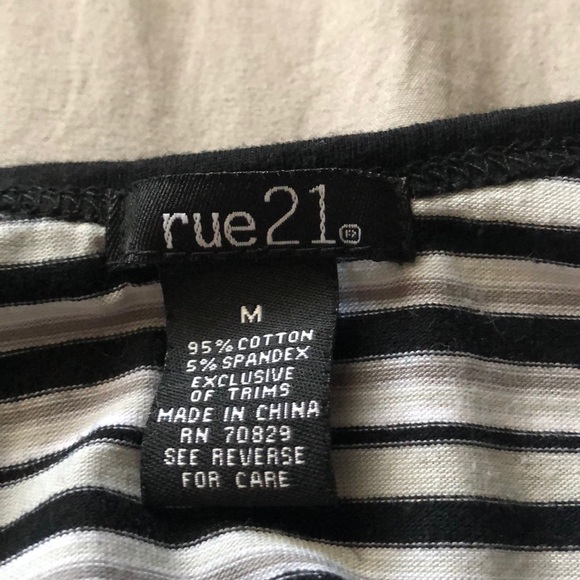 rue21®
M
95% COTTON
5% SPANDEX
EXCLUSIVE
OF TRIMS
MADE IN CHINA
RN 70829
SEE REVERSE
FOR CARE